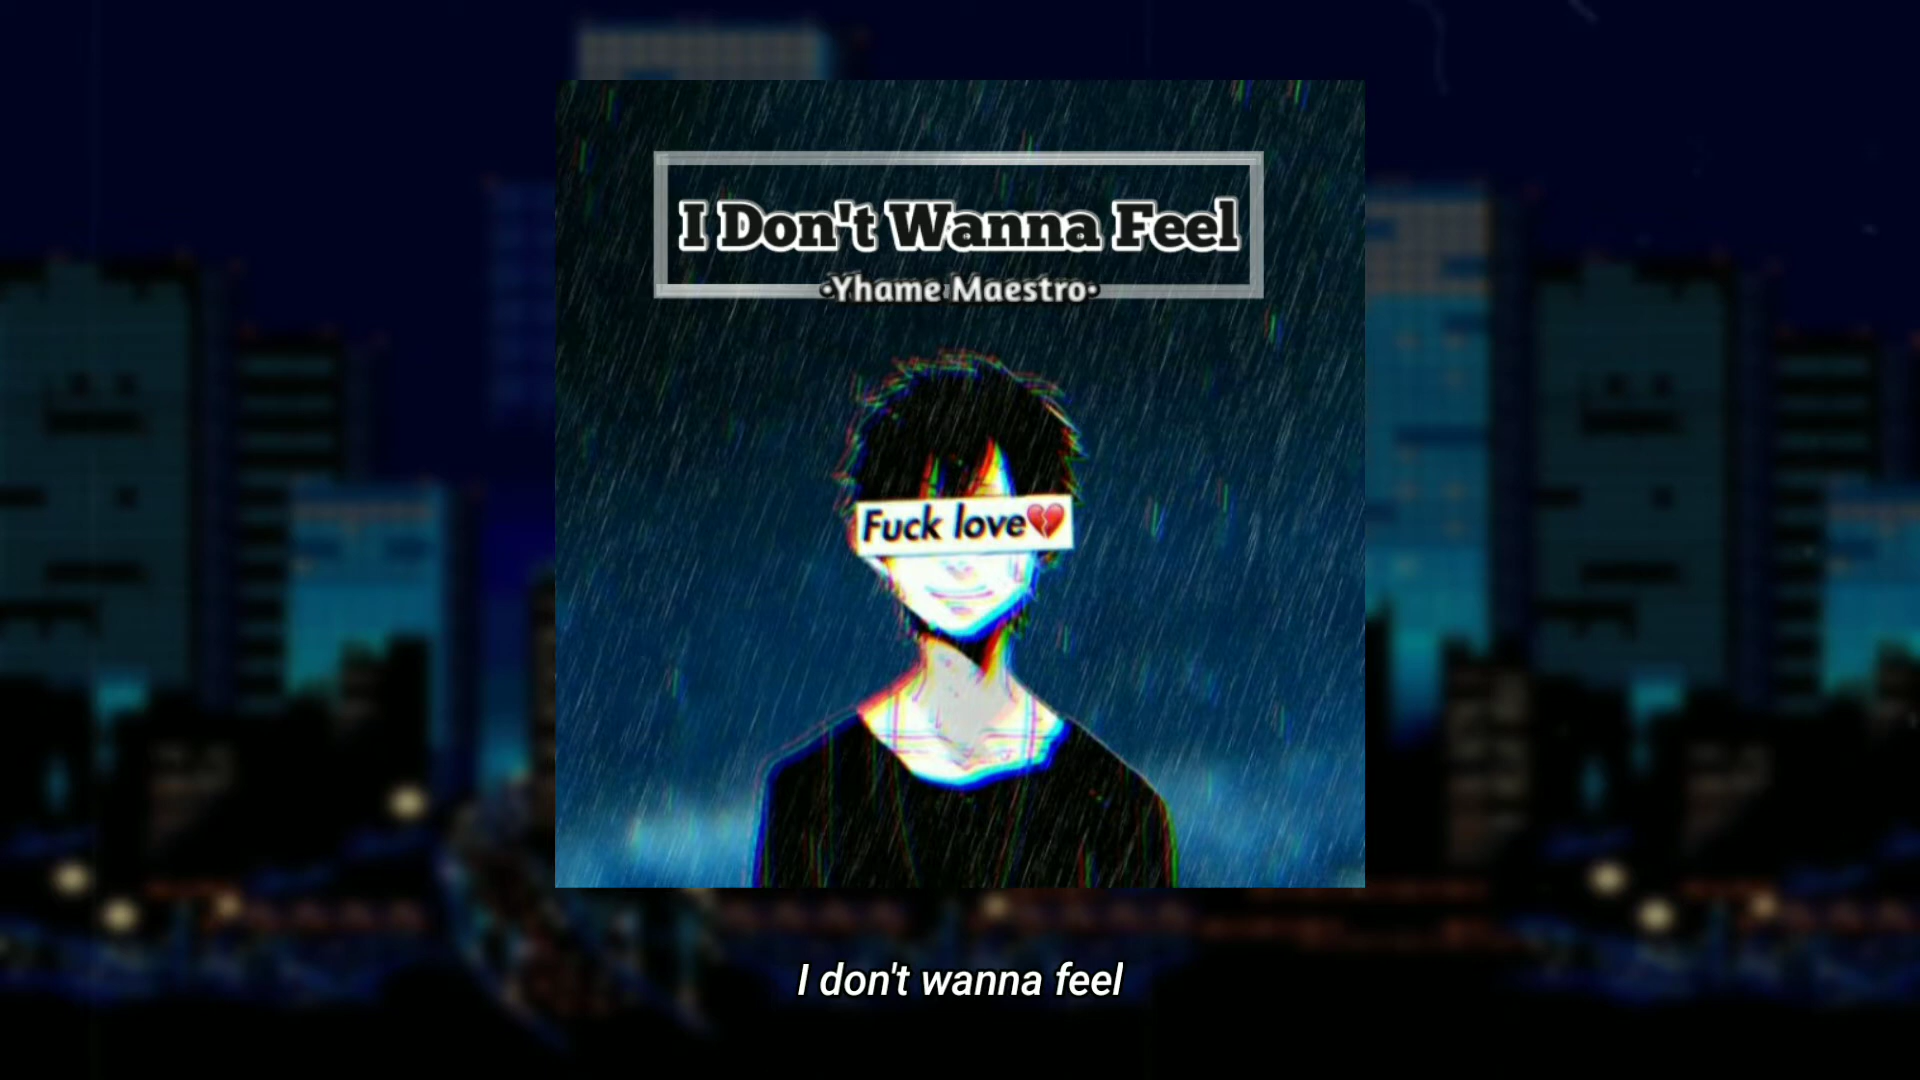 I Don't Wanna Feel
•Yhame Maestro•
Fuck love💔
I don't wanna feel